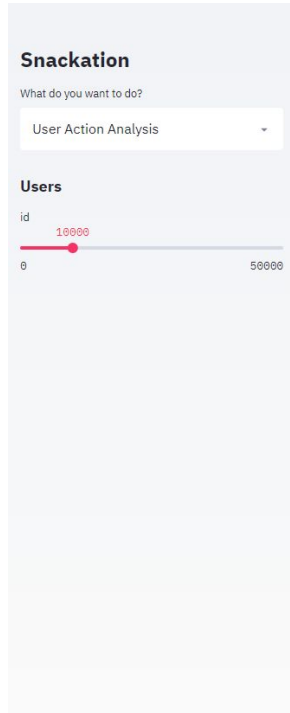 Snackation
What do you want to do?
User Action Analysis
Users
id
10000
0 50000